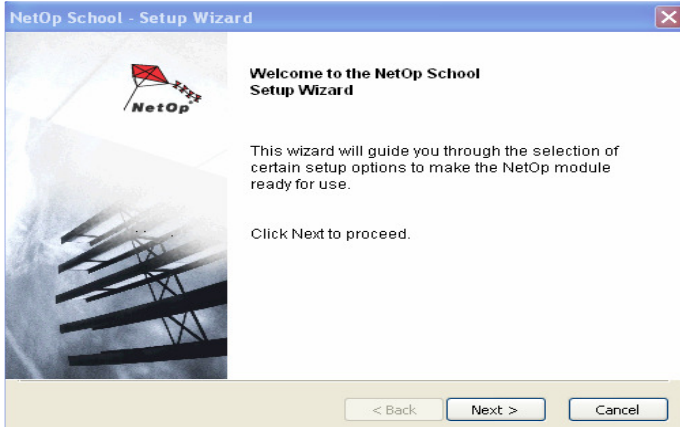 NetOp School - Setup Wizard
NetOp
Welcome to the NetOp School
Setup Wizard
This wizard will guide you through the selection of
certain setup options to make the NetOp module
ready for use.
Click Next to proceed.
< Back
Next >
Cancel